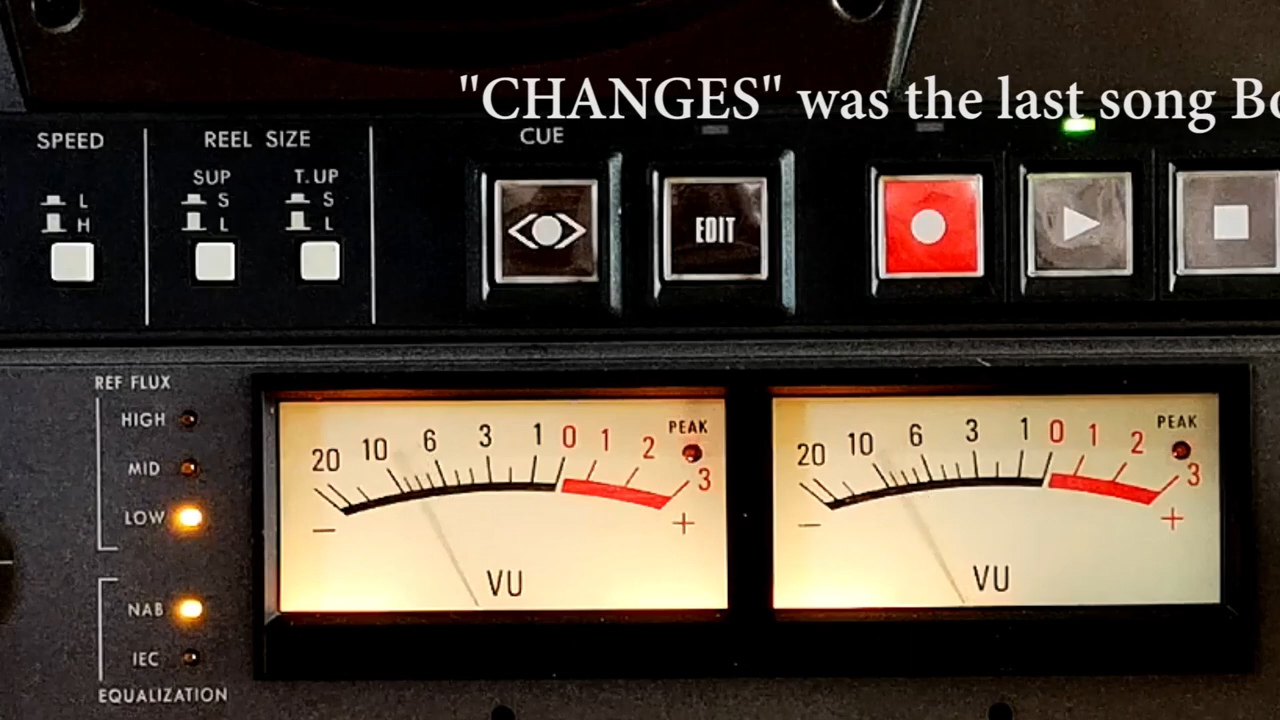 "CHANGES" was the last song
SPEED
L
H
REEL SIZE
SUP
S
L
T.UP
S
L
CUE
EDIT
REF FLUX
HIGH
MID
LOW
NAB
IEC
EQUALIZATION
20 10 6 3 1 0 1 2 3
PEAK
− +
VU
20 10 6 3 1 0 1 2 3
PEAK
− +
VU